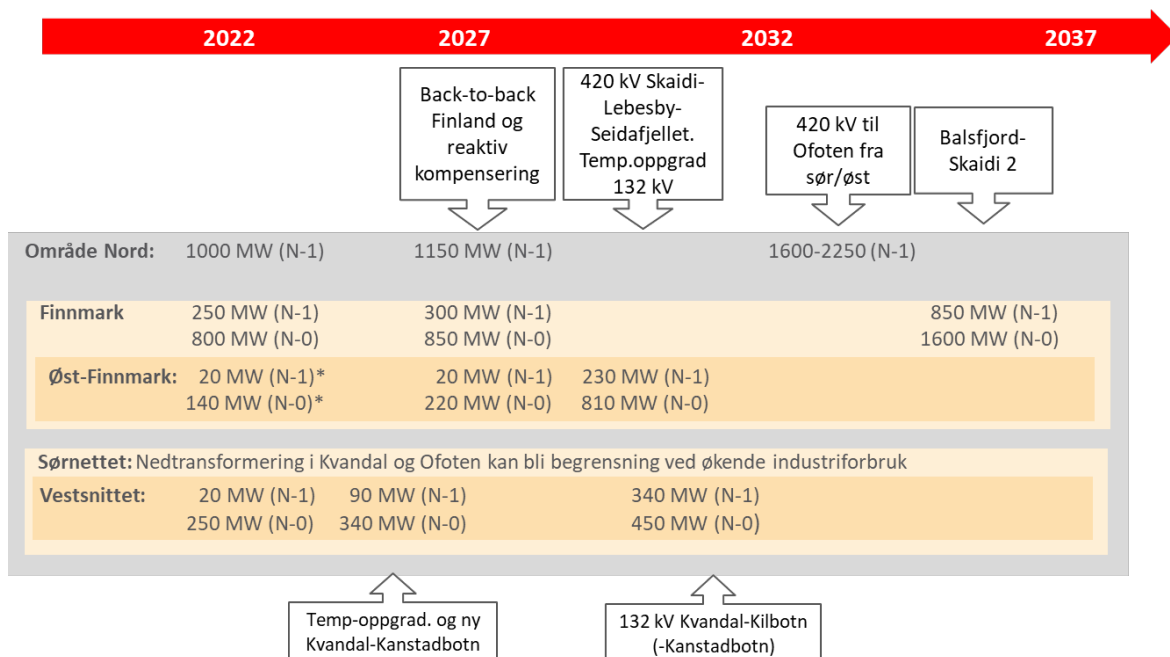 2022 2027 2032 2037
Back-to-back
Finland og
reaktiv
kompensering
420 kV Skaidi-
Lebesby-
Seidafjellet.
Temp.oppgrad
132 kV
420 kV til
Ofoten fra
sør/øst
Balsfjord-
Skaidi 2
Område Nord: 1000 MW (N-1) 1150 MW (N-1) 1600-2250 (N-1)
Finnmark 250 MW (N-1) 300 MW (N-1) 850 MW (N-1)
800 MW (N-0) 850 MW (N-0) 1600 MW (N-0)
Øst-Finnmark: 20 MW (N-1)* 20 MW (N-1) 230 MW (N-1)
140 MW (N-0)* 220 MW (N-0) 810 MW (N-0)
Sørnettet: Nedtransformering i Kvandal og Ofoten kan bli begrensning ved økende industriforbruk
Vestsnittet: 20 MW (N-1) 90 MW (N-1) 340 MW (N-1)
250 MW (N-0) 340 MW (N-0) 450 MW (N-0)
Temp-oppgrad. og ny
Kvandal-Kanstadbotn
132 kV Kvandal-Kilbotn
(-Kanstadbotn)